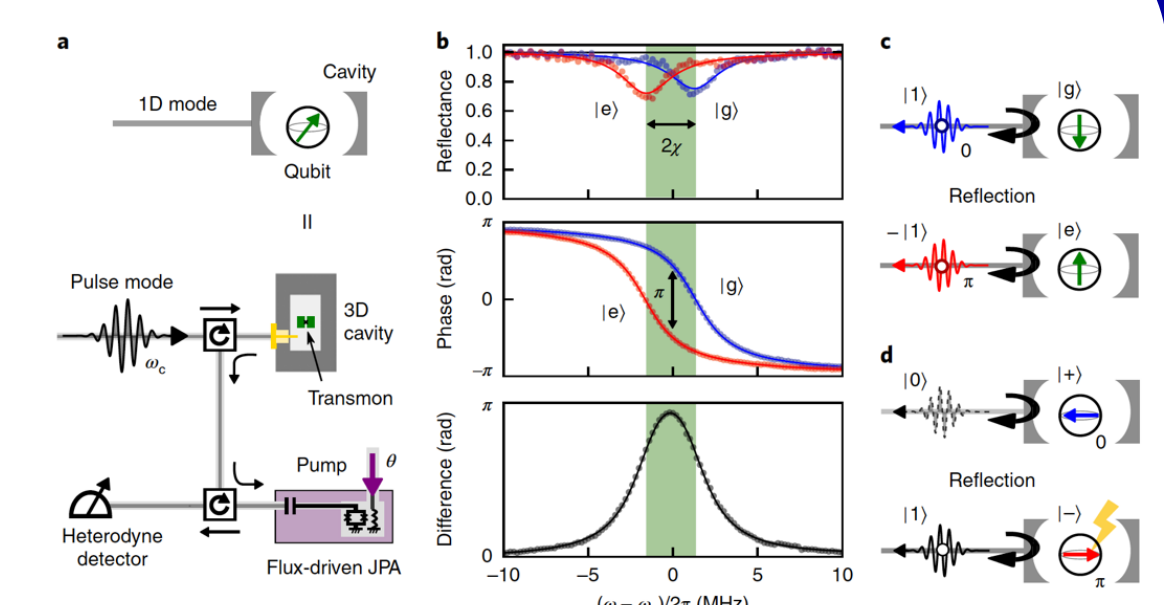 a
Cavity
1D mode
Qubit
=
Pulse mode
ωc
3D
cavity
Transmon
Pump
θ
Heterodyne
detector
Flux-driven JPA
b
Reflectance
1.0
0.8
0.6
0.4
0.2
0.0
|e⟩
|g⟩
2χ
Phase (rad)
π
0
−π
|e⟩
π
|g⟩
Difference (rad)
π
0
−10
−5
0
5
10
c
|1⟩
0
|g⟩
Reflection
−|1⟩
π
|e⟩
d
|0⟩
|+⟩
0
Reflection
|1⟩
|−⟩
π